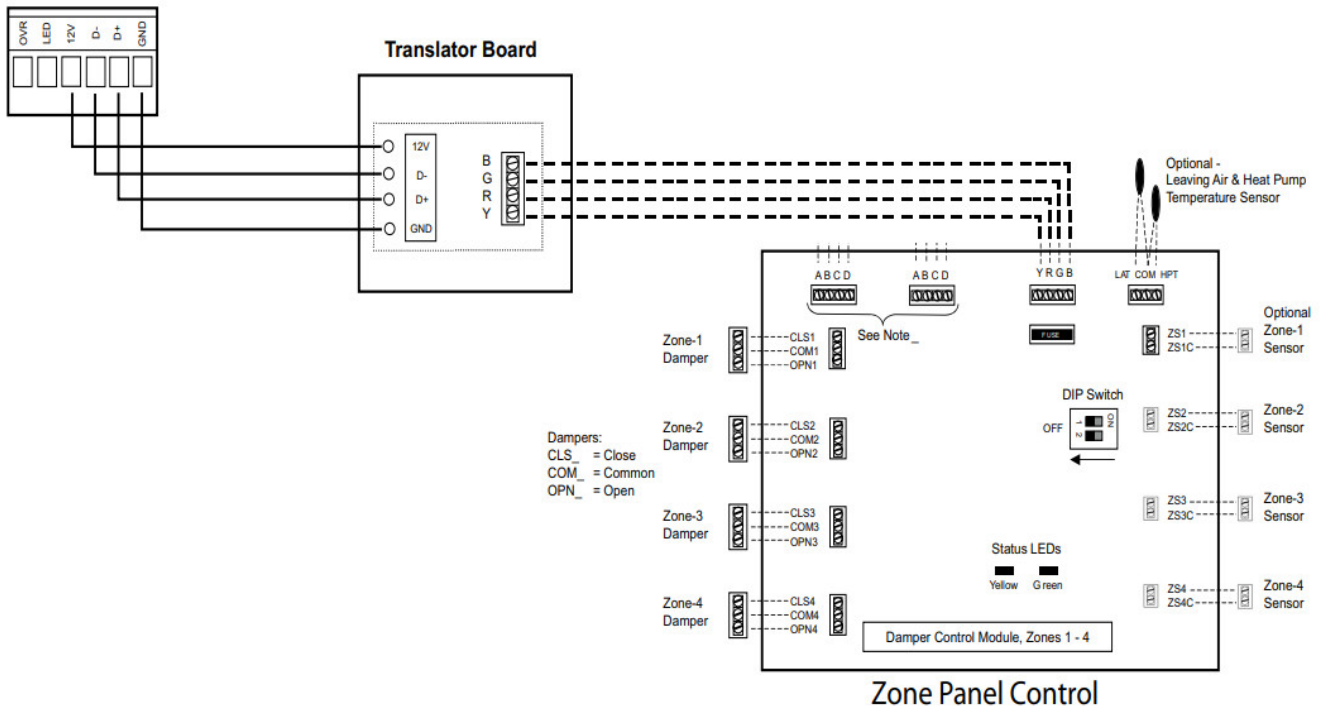 OVR LED 12V D- D+ GND
Translator Board
12V
D-
D+
GND
B
G
R
Y
Optional -
Leaving Air & Heat Pump
Temperature Sensor
A B C D
A B C D
Y R G B
LAT COM HPT
See Note_
FUSE
Zone-1
Damper
CLS1
COM1
OPN1
ZS1
ZS1C
Optional
Zone-1
Sensor
DIP Switch
OFF
ON
1
2
Zone-2
Damper
CLS2
COM2
OPN2
ZS2
ZS2C
Zone-2
Sensor
Dampers:
CLS_ = Close
COM_ = Common
OPN_ = Open
Zone-3
Damper
CLS3
COM3
OPN3
ZS3
ZS3C
Zone-3
Sensor
Status LEDs
Yellow Green
Zone-4
Damper
CLS4
COM4
OPN4
ZS4
ZS4C
Zone-4
Sensor
Damper Control Module, Zones 1 - 4
Zone Panel Control